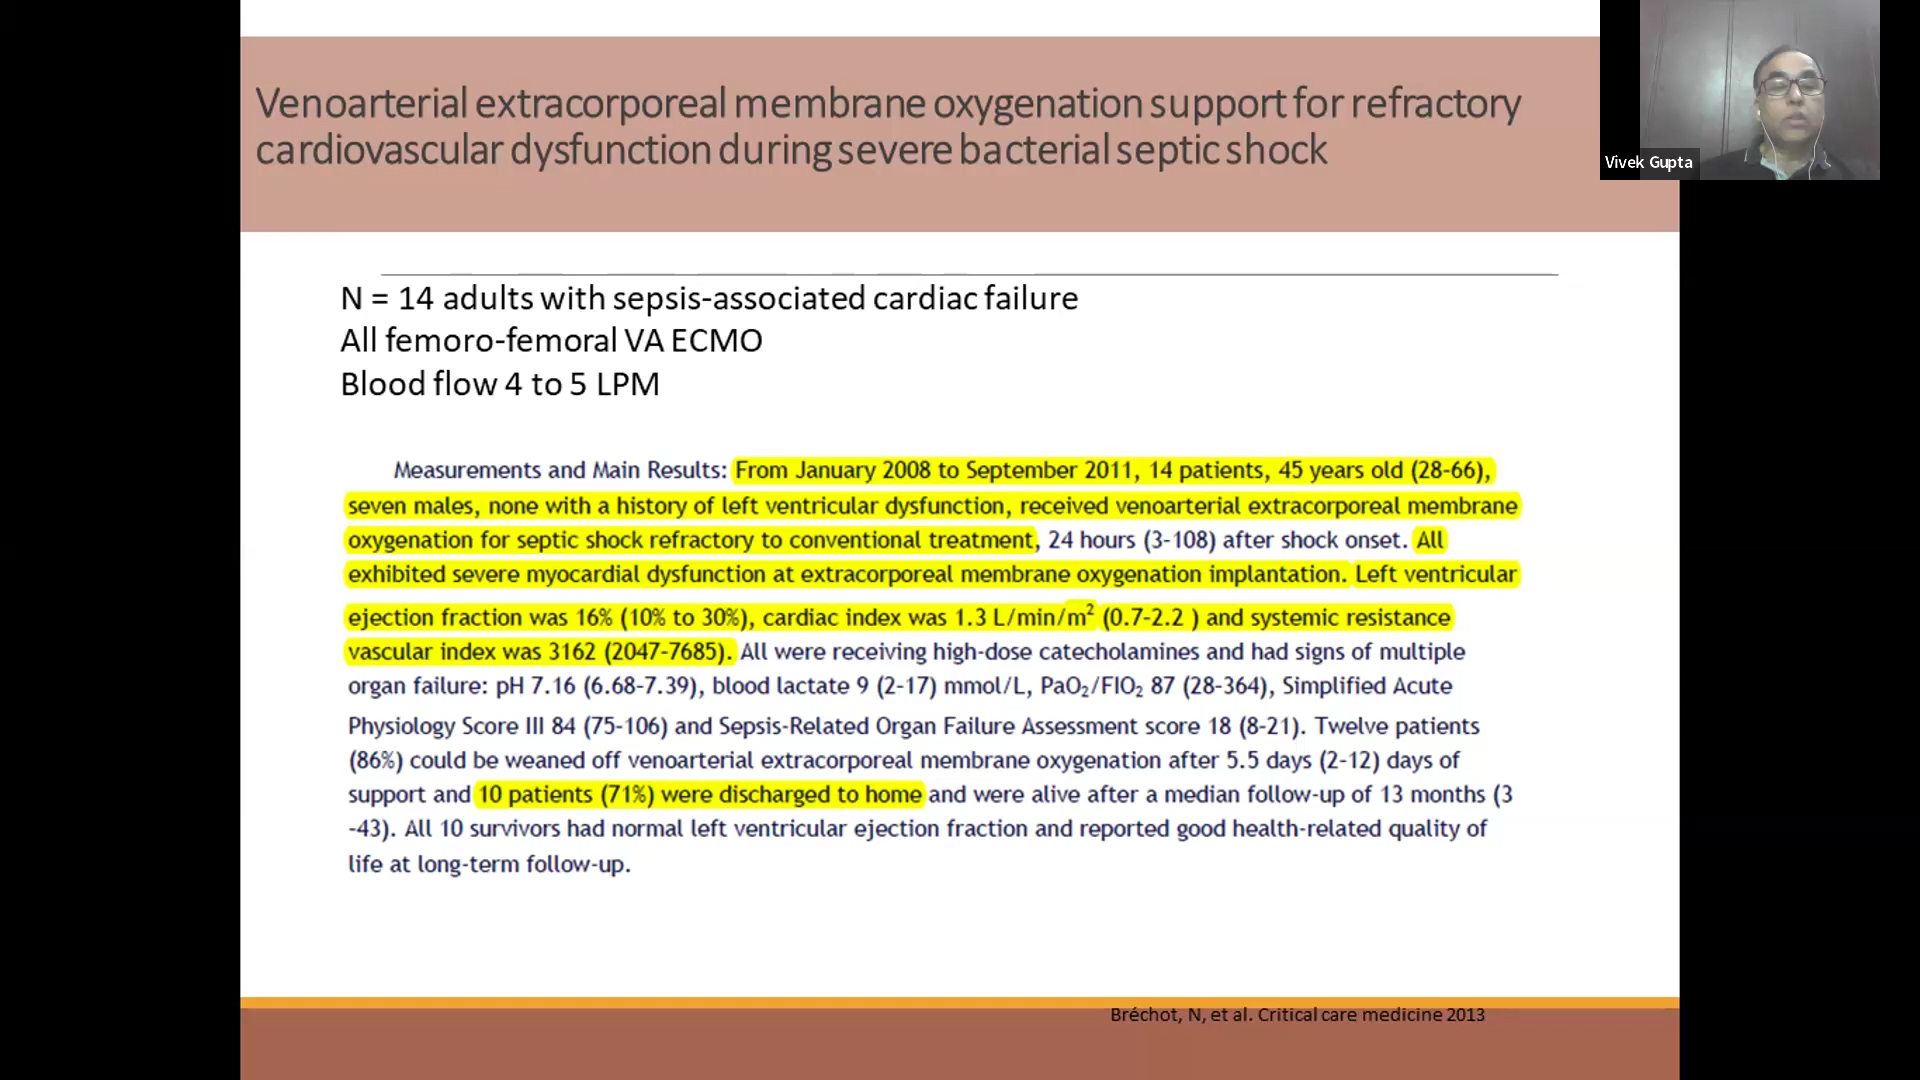 Venoarterial extracorporeal membrane oxygenation support for refractory
cardiovascular dysfunction during severe bacterial septic shock
Vivek Gupta
N = 14 adults with sepsis-associated cardiac failure
All femoro-femoral VA ECMO
Blood flow 4 to 5 LPM
Measurements and Main Results: From January 2008 to September 2011, 14 patients, 45 years old (28-66),
seven males, none with a history of left ventricular dysfunction, received venoarterial extracorporeal membrane
oxygenation for septic shock refractory to conventional treatment, 24 hours (3-108) after shock onset. All
exhibited severe myocardial dysfunction at extracorporeal membrane oxygenation implantation. Left ventricular
ejection fraction was 16% (10% to 30%), cardiac index was 1.3 L/min/m² (0.7-2.2 ) and systemic resistance
vascular index was 3162 (2047-7685). All were receiving high-dose catecholamines and had signs of multiple
organ failure: pH 7.16 (6.68-7.39), blood lactate 9 (2-17) mmol/L, PaO₂/FIO₂ 87 (28-364), Simplified Acute
Physiology Score III 84 (75-106) and Sepsis-Related Organ Failure Assessment score 18 (8-21). Twelve patients
(86%) could be weaned off venoarterial extracorporeal membrane oxygenation after 5.5 days (2-12) days of
support and 10 patients (71%) were discharged to home and were alive after a median follow-up of 13 months (3
-43). All 10 survivors had normal left ventricular ejection fraction and reported good health-related quality of
life at long-term follow-up.
Bréchot, N, et al. Critical care medicine 2013